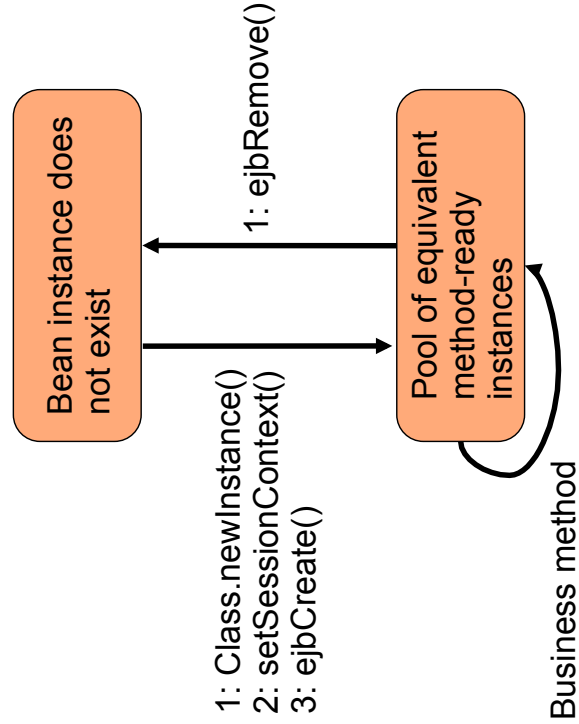 Bean instance does
not exist
1: Class.newInstance()
2: setSessionContext()
3: ejbCreate()
1: ejbRemove()
Pool of equivalent
method-ready
instances
Business method